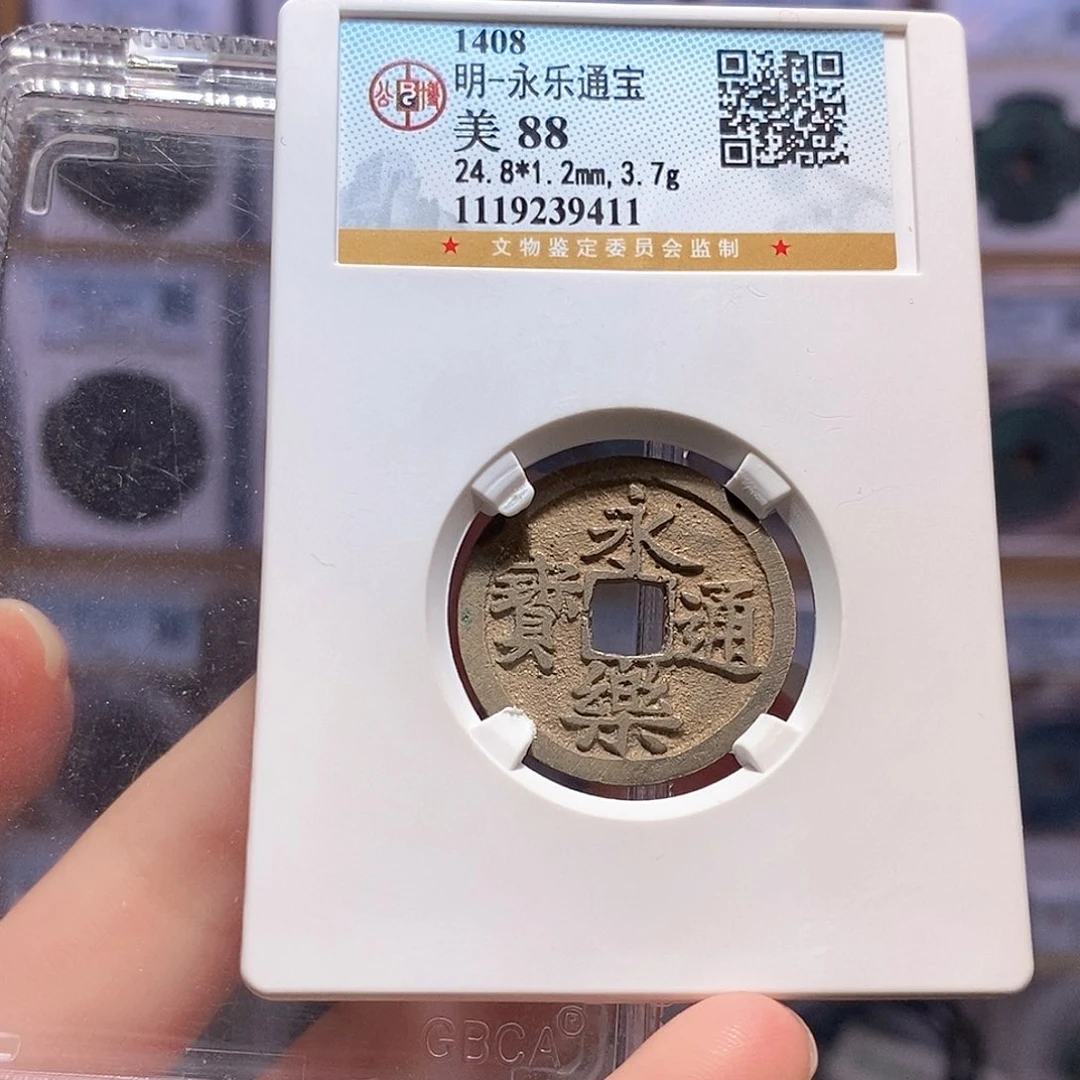 1408
明-永乐通宝
美 88
24.8*1.2mm,3.7g
1119239411
★ 文物鉴定委员会监制 ★
永
寶 通
樂
GBCA®